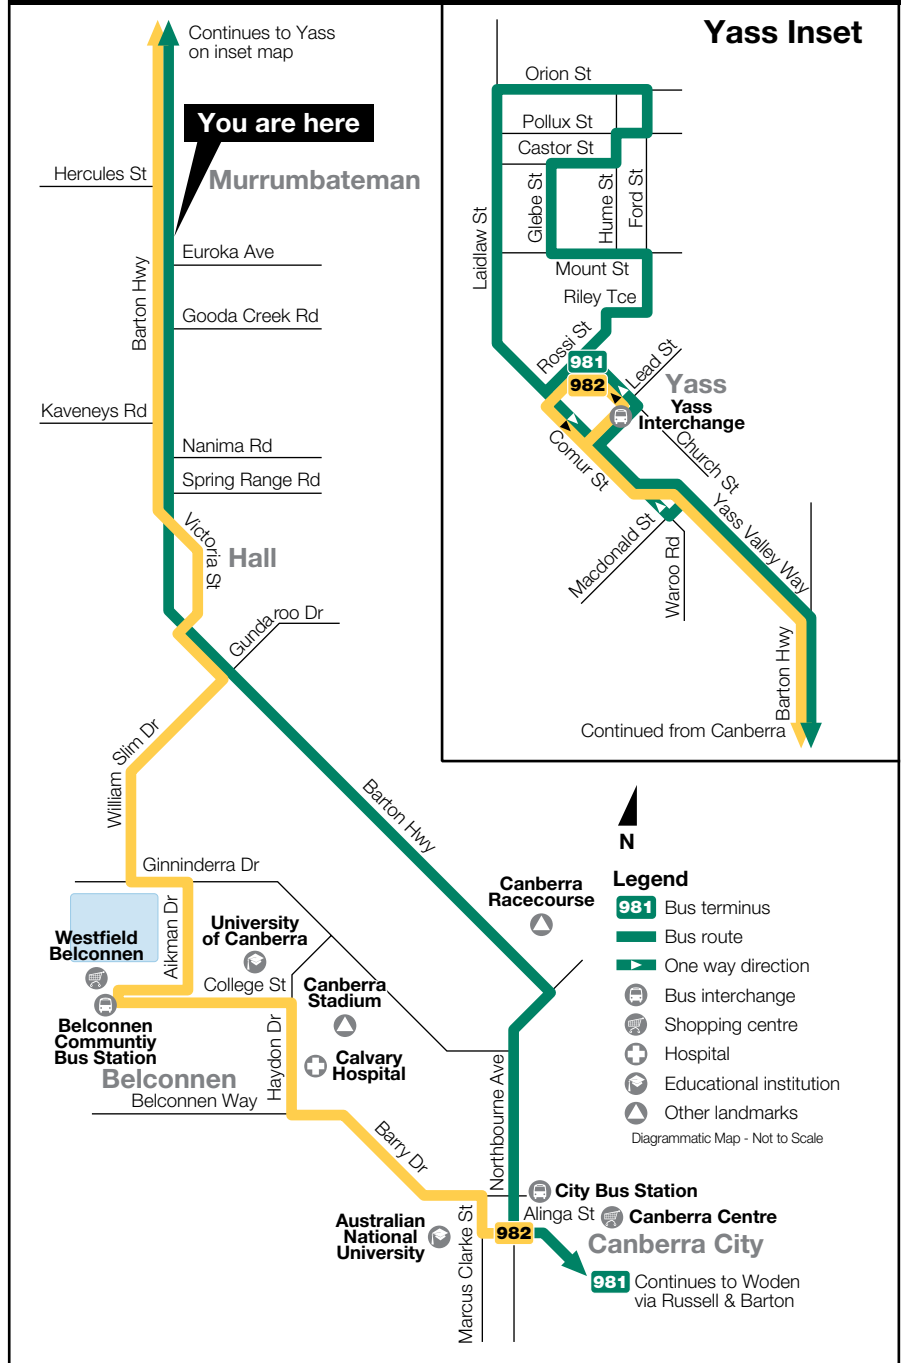 Continues to Yass
on inset map
You are here
Hercules St
Murrumbateman
Barton Hwy
Euroka Ave
Gooda Creek Rd
Kaveneys Rd
Nanima Rd
Spring Range Rd
Victoria St
Hall
Gundaroo Dr
William Slim Dr
Barton Hwy
Ginninderra Dr
Aikman Dr
Westfield
Belconnen
University
of Canberra
College St
Canberra
Stadium
Belconnen
Communtiy
Bus Station
Haydon Dr
Calvary
Hospital
Belconnen
Belconnen Way
Barry Dr
Canberra
Racecourse
Northbourne Ave
City Bus Station
Alinga St
Canberra Centre
Australian
National
University
Marcus Clarke St
982
Canberra City
981 Continues to Woden
via Russell & Barton
Yass Inset
Orion St
Pollux St
Castor St
Glebe St
Hume St
Ford St
Laidlaw St
Mount St
Riley Tce
Rossi St
981
982
Lead St
Yass
Yass
Interchange
Church St
Comur St
Yass Valley Way
Macdonald St
Waroo Rd
Barton Hwy
Continued from Canberra
N
Legend
981 Bus terminus
Bus route
One way direction
Bus interchange
Shopping centre
Hospital
Educational institution
Other landmarks
Diagrammatic Map - Not to Scale